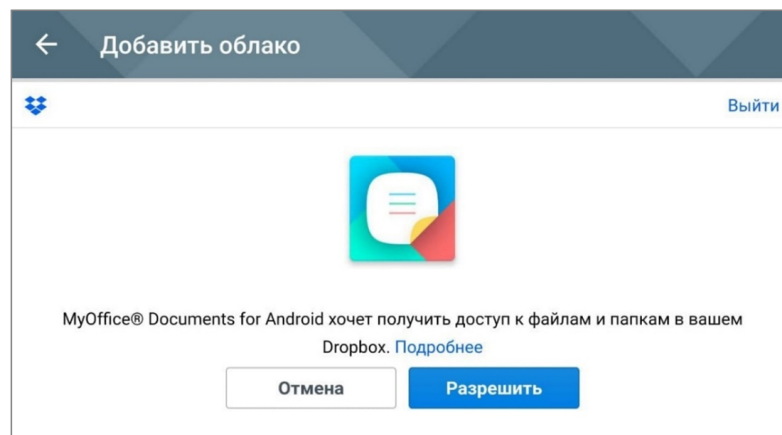 Добавить облако
Выйти
MyOffice® Documents for Android хочет получить доступ к файлам и папкам в вашем
Dropbox. Подробнее
Отмена Разрешить